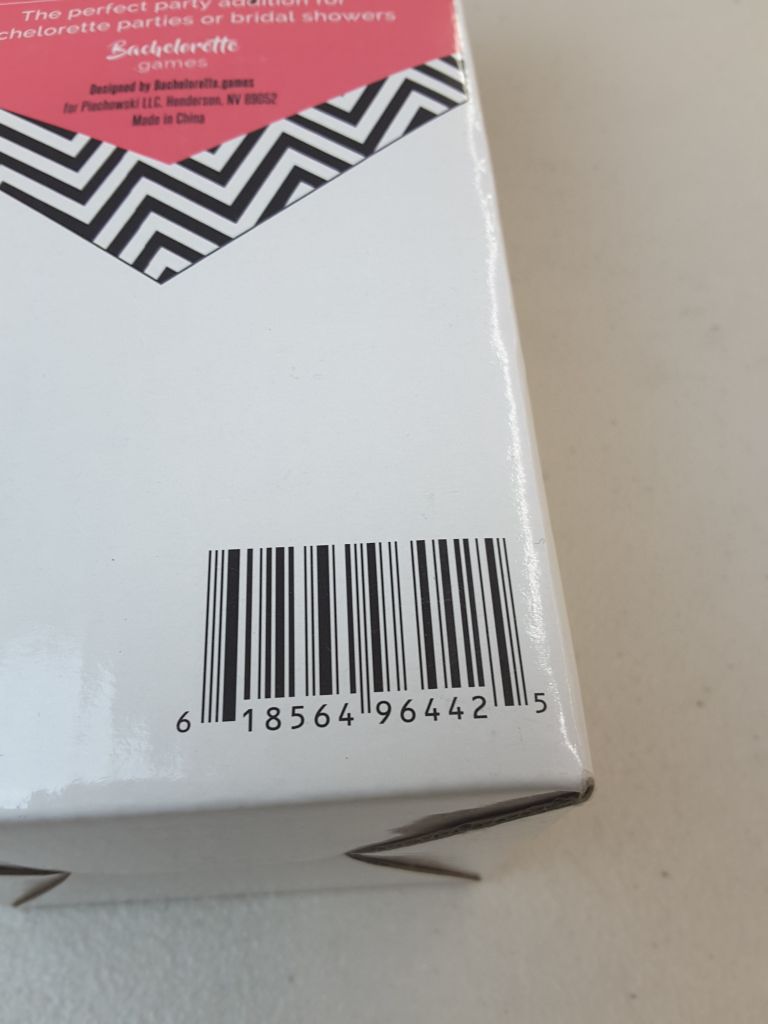 The perfect party addition for
chelorette parties or bridal showers
Bachelorette
games
Designed by Bachelorette.games
for Piechowski LLC. Henderson, NV 89052
Made in China
6 18564 96442 5